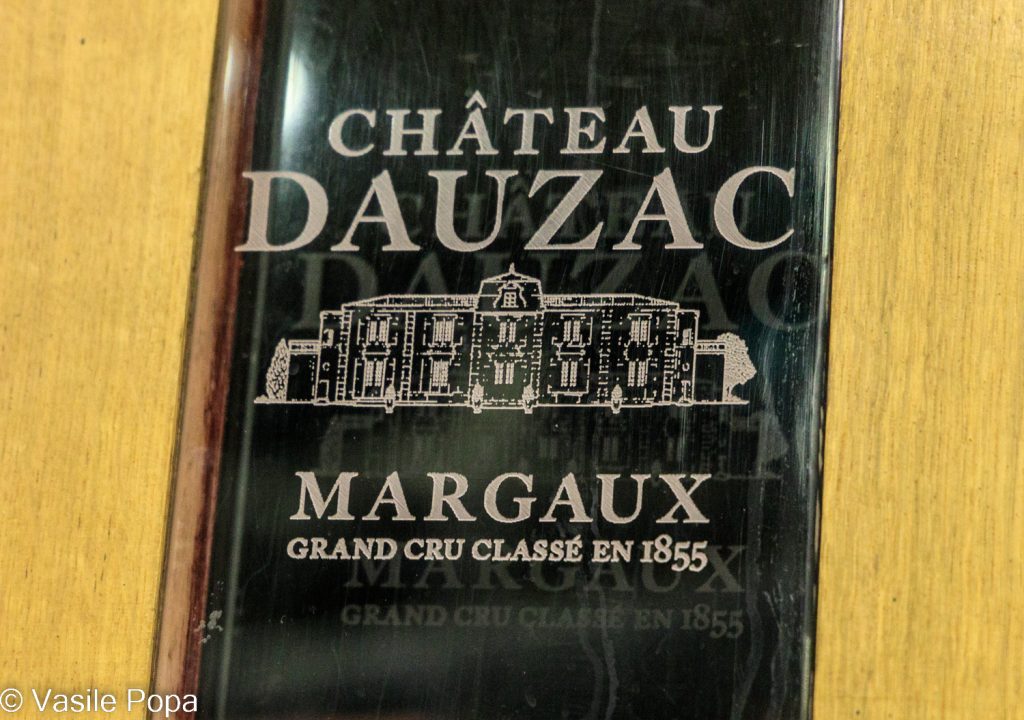 CHÂTEAU
DAUZAC
MARGAUX
GRAND CRU CLASSÉ EN 1855
© Vasile Popa